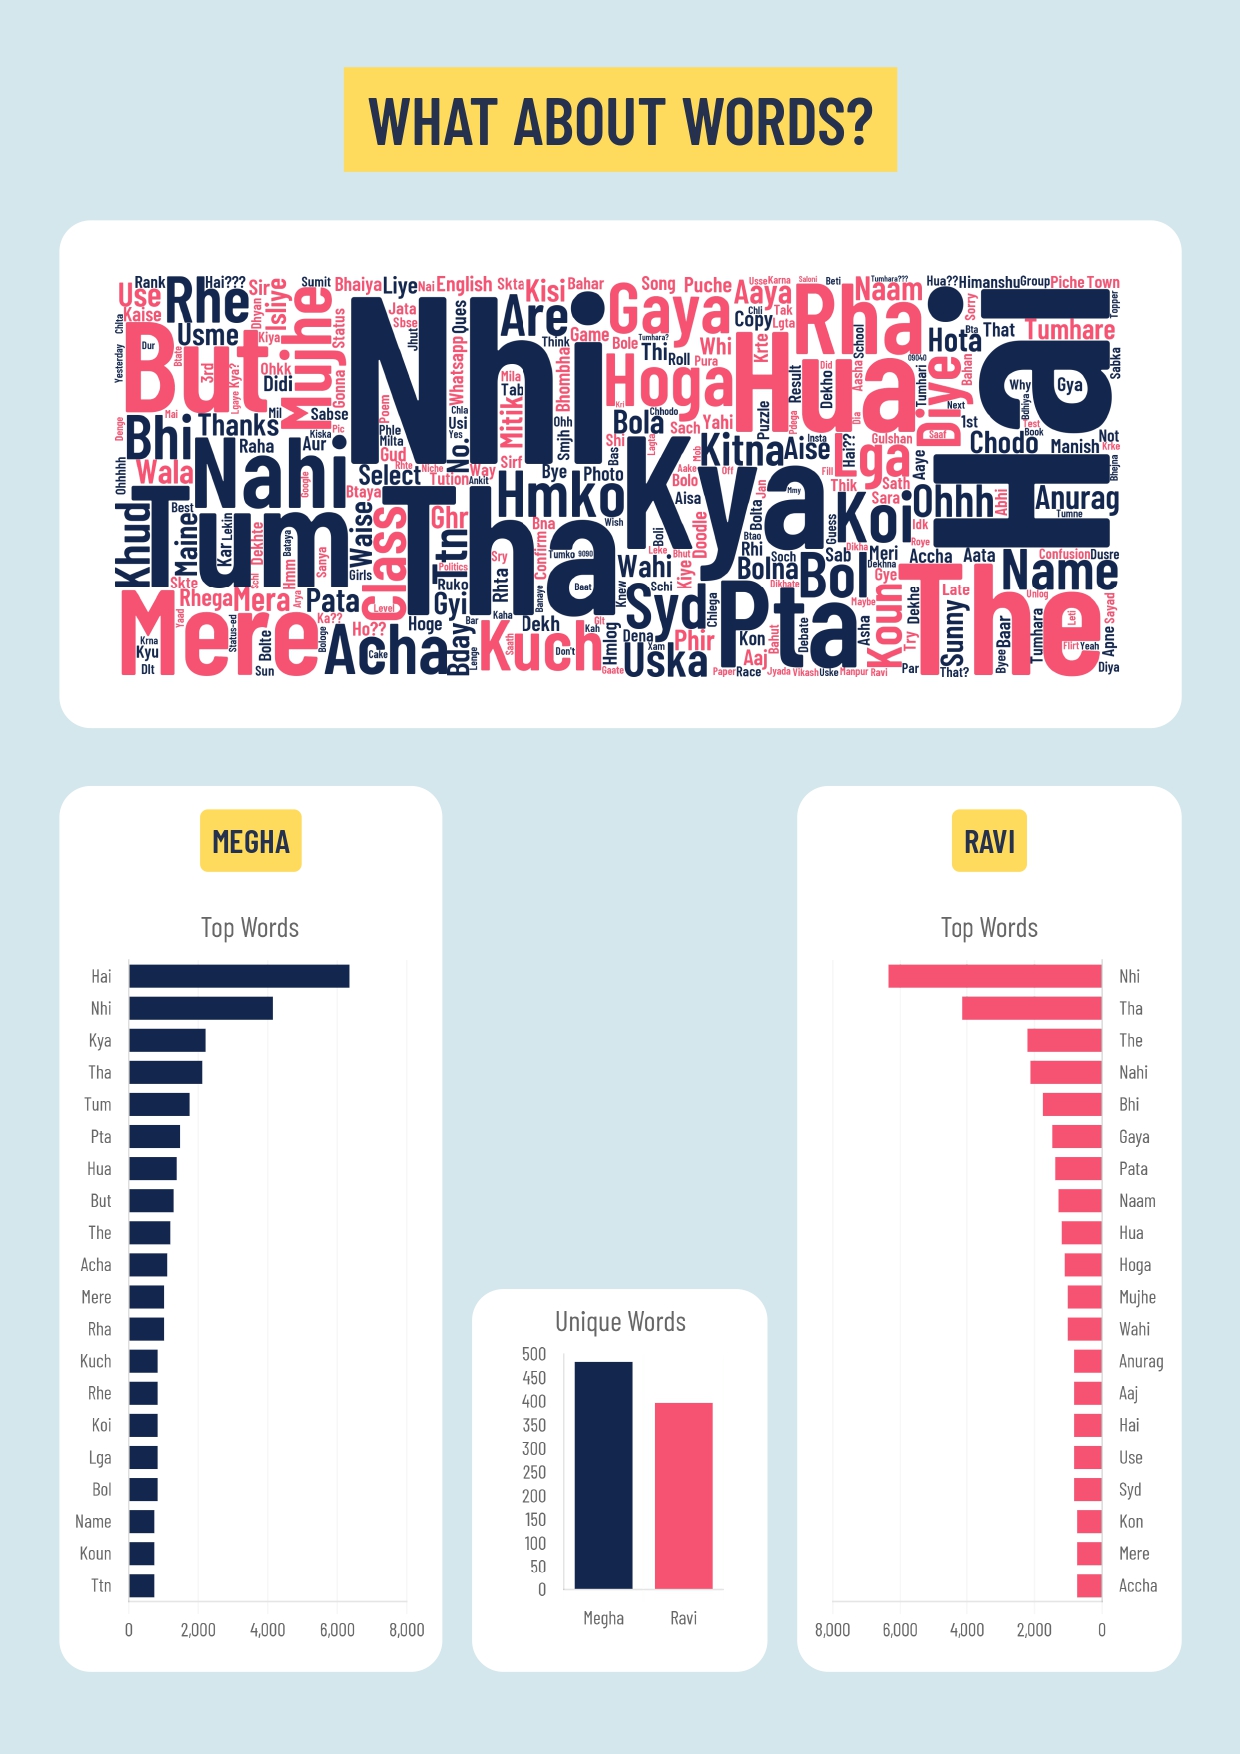 WHAT ABOUT WORDS?
Rank
Hai???
Rhe
Use
Kaise
Sir
Dhyan
Isliye
Sumit
Mujhe
Bhaiya
Liye
Nai
English
Skta
Kisi
Bahar
Song
Puche
Aaya
UsseKarna
Saloni
Beti
Naam
Tumhara???
Hua??
Himanshu
Group
Piche
Town
Topper
Chita
But
Usme
Kiya
Dur
Btate
3rd
Ohkk
Didi
Lgaye Kya?
Yesterday
Status
Gonna
Jata
Sbse
Jhut
Nhi
Whatsapp
Ques
Are
Think
Game
Gaya
Bole
Tumhara?
Thi
Roll
Pura
Whi
Copy
Chli
Tak
Lgta
Krte
Rha
School
Did
Dekho
Aasha
Result
Hota
Bta
That
Tumhare
Sorry
Sabka
09040
Tumhari
Diye
Bahan
Why
Gya
Bdhiya
Hai
Denge
Mai
Bhi
Thanks
Mil
Sabse
Kiska
Pic
Poem
Phle
Milta
Gud
Chla
Usi
Yes
No.
Mila
Tab
Mitik
Bhombhai
Ohh
Smjh
Hoga
Kri
Bola
Chhodo
Sach
Yahi
Puzzle
Pdega
Hua
Dia
Next
1st
Saaf
Test
Book
Chodo
Manish
Not
Krke
Ohhhhh
Wala
Nahi
Raha
Aur
Google
Select
Rhte
Niche
Tution
Way
Ankit
Sirf
Bye
Photo
Bas
Shi
Lagta
Kya
Mob
Aake
Bolo
Aisa
Kitna
Off
Jan
Aise
Insta
Fill
Mmy
Hai??
Thik
Lga
Gulshan
Sath
Sara
Aaye
Bhejna
Khud
Tum
Best
Maine
Kar
Lekin
Dekhte
Schi
Hmm
Bataya
Sanya
Btaya
Waise
Girls
Class
Level
Tha
Ghr
Ttn
Politics
Ruko
Hmko
Bna
Confirm
Sry
Rhta
Tumko
9090
Baat
Banaye
Kaha
Wish
Boli
Leke
Bhut
Doodle
Kiye
Wahi
Schi
Knew
Bolta
Btao
Rhi
Soch
Bolna
Dikhate
Guess
Koi
Dikha
Sab
Bol
Meri
Dekhna
Gye
Maybe
Ohhh
Idk
Roye
Abhi
Anurag
Tumne
Accha
Aata
Confusion
Dusre
Name
Skte
Rhega
Mera
Arya
Pata
Yaad
Mere
Krna
Kyu
Dlt
Status-ed
Bolte
Sun
Ka??
Bologe
Ho??
Acha
Cake
Hoge
Gyi
Bday
Bar
Lenge
Kuch
Saath
Dekh
Don't
Kah
Glt
Gaate
Hmlog
Syd
Dena
Xam
Uska
Phir
Chlega
Pta
Kon
Aaj
Bahut
Debate
Paper
Race
Jyada
Vikash
Uske
Manpur
Ravi
Asha
Koun
Try
Dekhe
Par
The
Late
Sunny
That?
Byee
Baar
Unlog
Tumhara
Leti
Flirt
Yeah
Apne
Sayad
Diya
MEGHA
Top Words
Hai
Nhi
Kya
Tha
Tum
Pta
Hua
But
The
Acha
Mere
Rha
Kuch
Rhe
Koi
Lga
Bol
Name
Koun
Ttn
0 2,000 4,000 6,000 8,000
Unique Words
500
450
400
350
300
250
200
150
100
50
0
Megha Ravi
RAVI
Top Words
Nhi
Tha
The
Nahi
Bhi
Gaya
Pata
Naam
Hua
Hoga
Mujhe
Wahi
Anurag
Aaj
Hai
Use
Syd
Kon
Mere
Accha
8,000 6,000 4,000 2,000 0